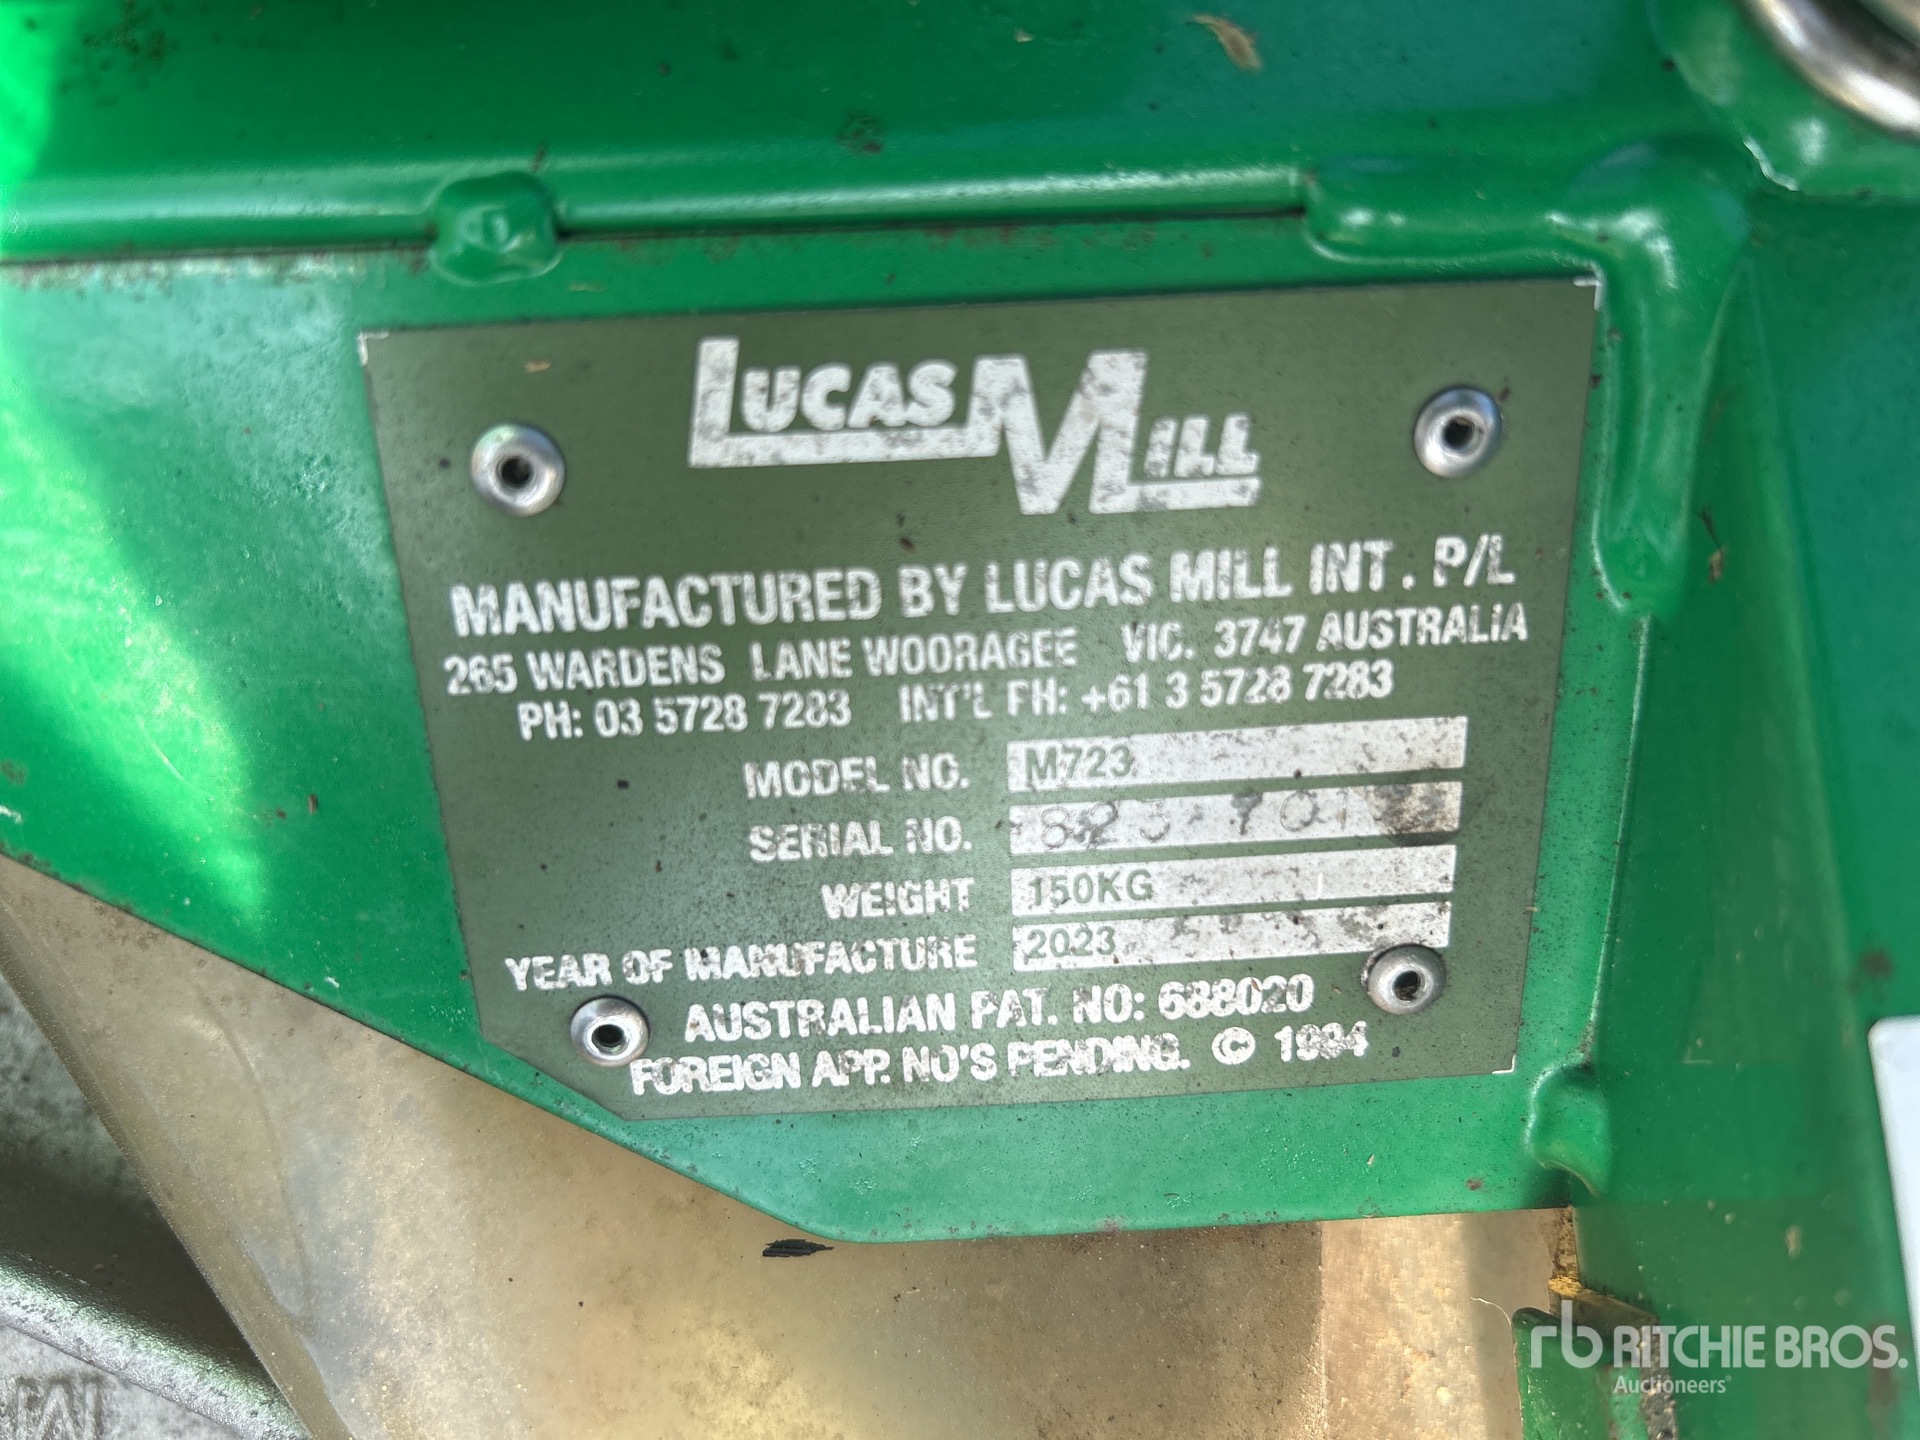 LUCAS MILL
MANUFACTURED BY LUCAS MILL INT. P/L
265 WARDENS LANE WOORAGEE VIC. 3747 AUSTRALIA
PH: 03 5728 7283 INT'L PH: +61 3 5728 7283
MODEL NO. M723
SERIAL NO.
WEIGHT 150KG
YEAR OF MANUFACTURE 2023
AUSTRALIAN PAT. NO: 688020
FOREIGN APP. NO'S PENDING. © 1994
rb RITCHIE BROS.
Auctioneers